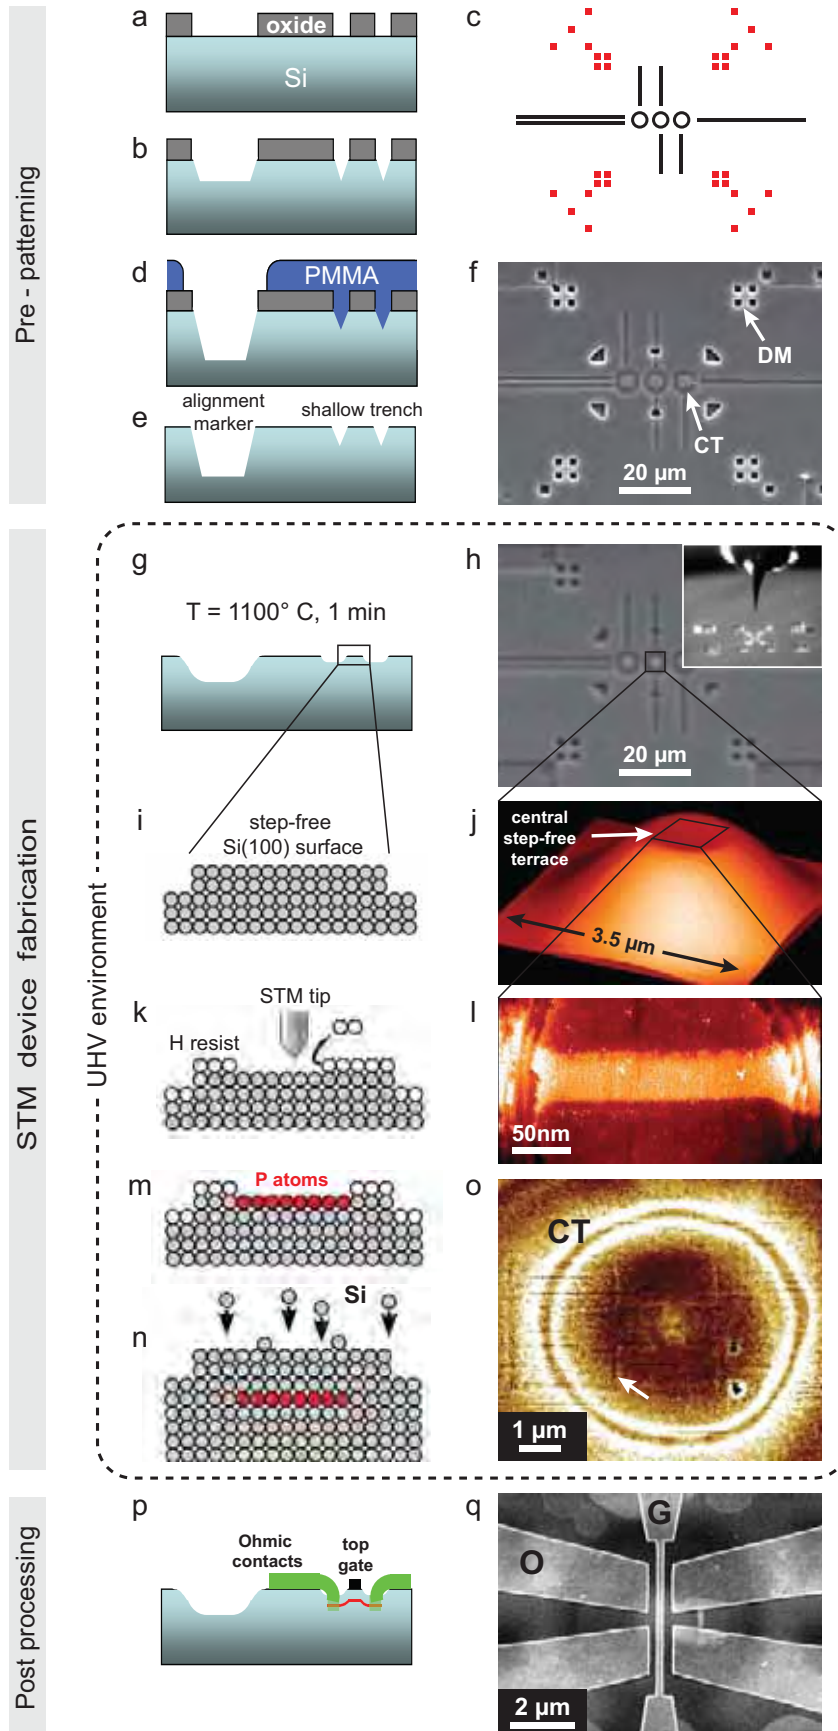 Pre - patterning
a
oxide
Si
c
b
d
PMMA
f
DM
CT
20 µm
alignment
marker
shallow trench
e
STM device fabrication
UHV environment
g
T = 1100° C, 1 min
h
20 µm
i
step-free
Si(100) surface
j
central
step-free
terrace
3.5 µm
k
STM tip
H resist
l
50nm
m
P atoms
o
CT
Si
n
1 µm
Post processing
p
Ohmic
contacts
top
gate
q
G
O
2 µm